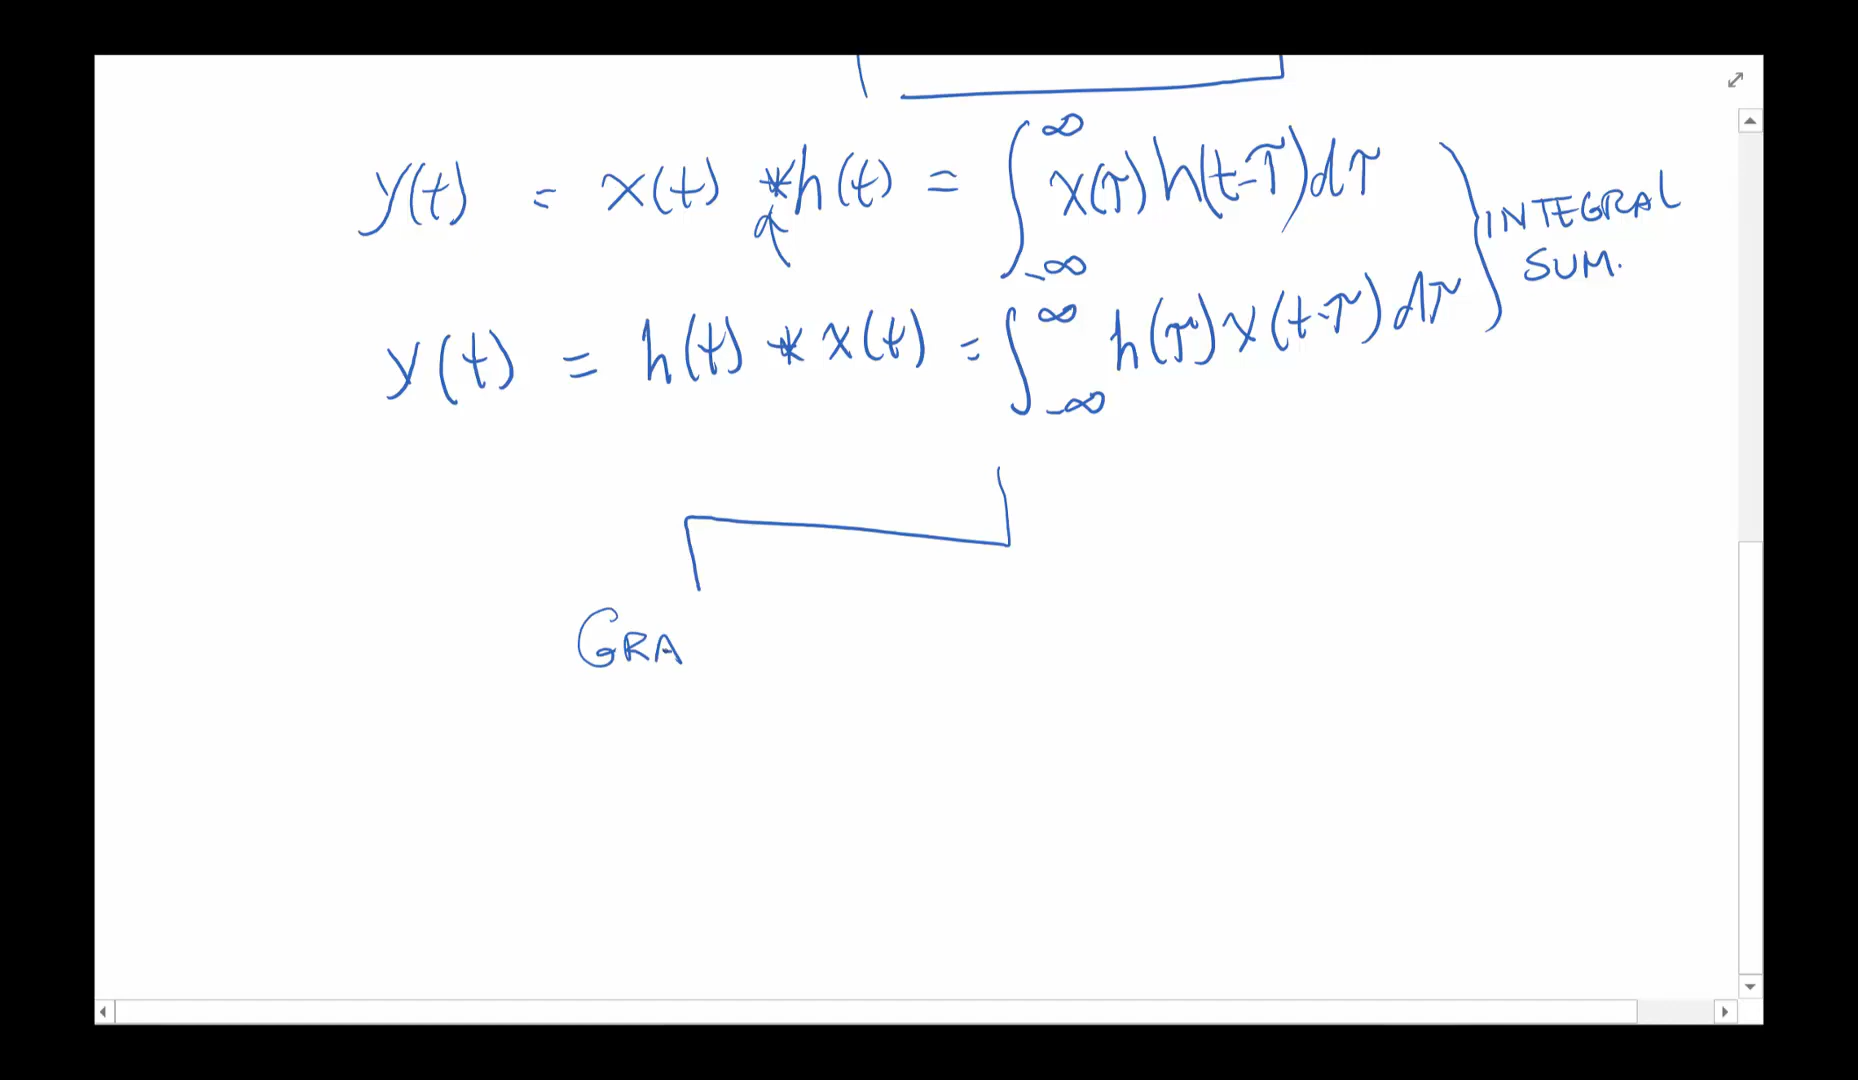 y(t) = x(t) * h(t) = ∫_{-∞}^{∞} x(τ) h(t-τ) dτ
INTEGRAL
SUM.
y(t) = h(t) * x(t) = ∫_{-∞}^{∞} h(τ) x(t-τ) dτ
GRA